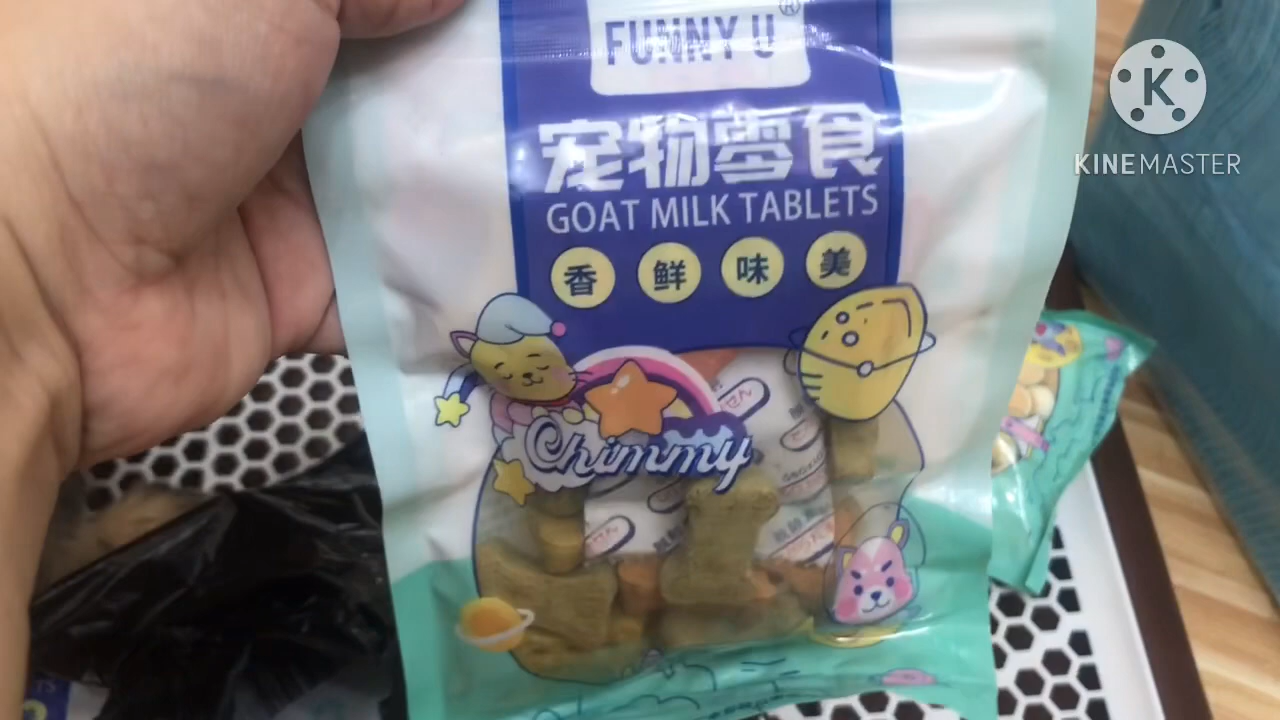 FUNNY U®
宠物零食
GOAT MILK TABLETS
香 鲜 味 美
Chimmy
K
KINEMASTER